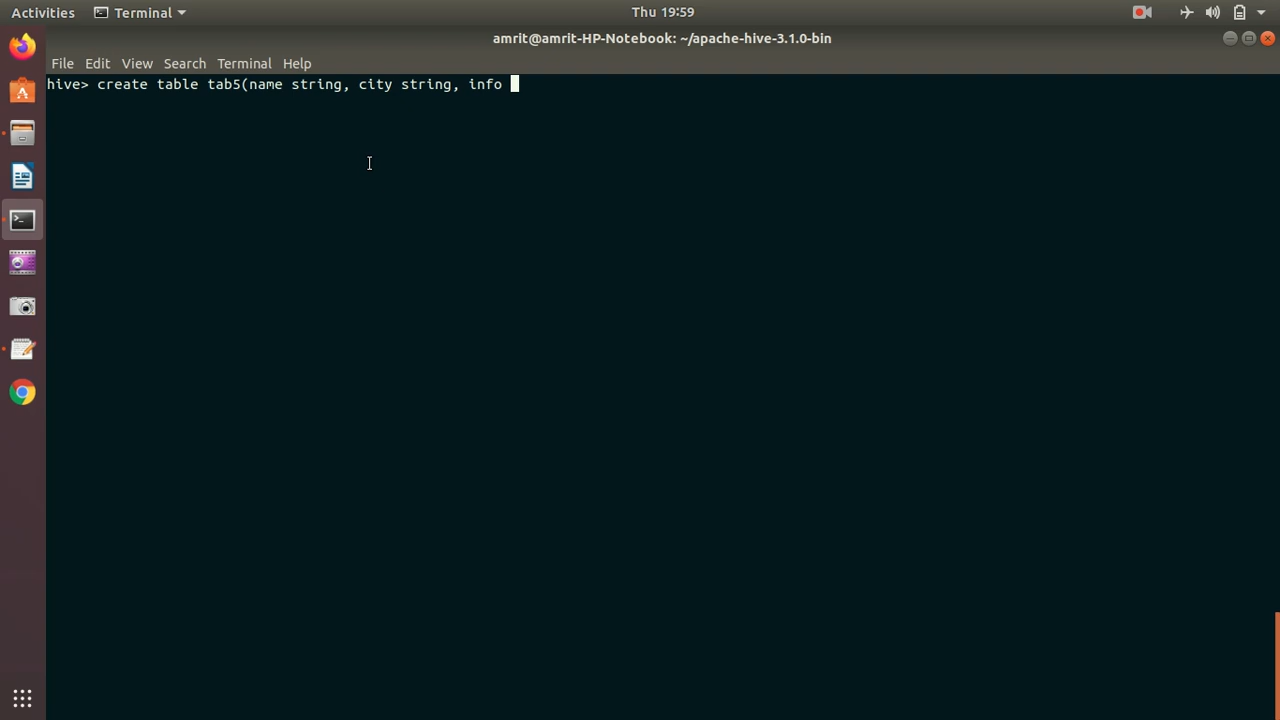 Activities Terminal Thu 19:59
amrit@amrit-HP-Notebook: ~/apache-hive-3.1.0-bin
File Edit View Search Terminal Help
hive> create table tab5(name string, city string, info